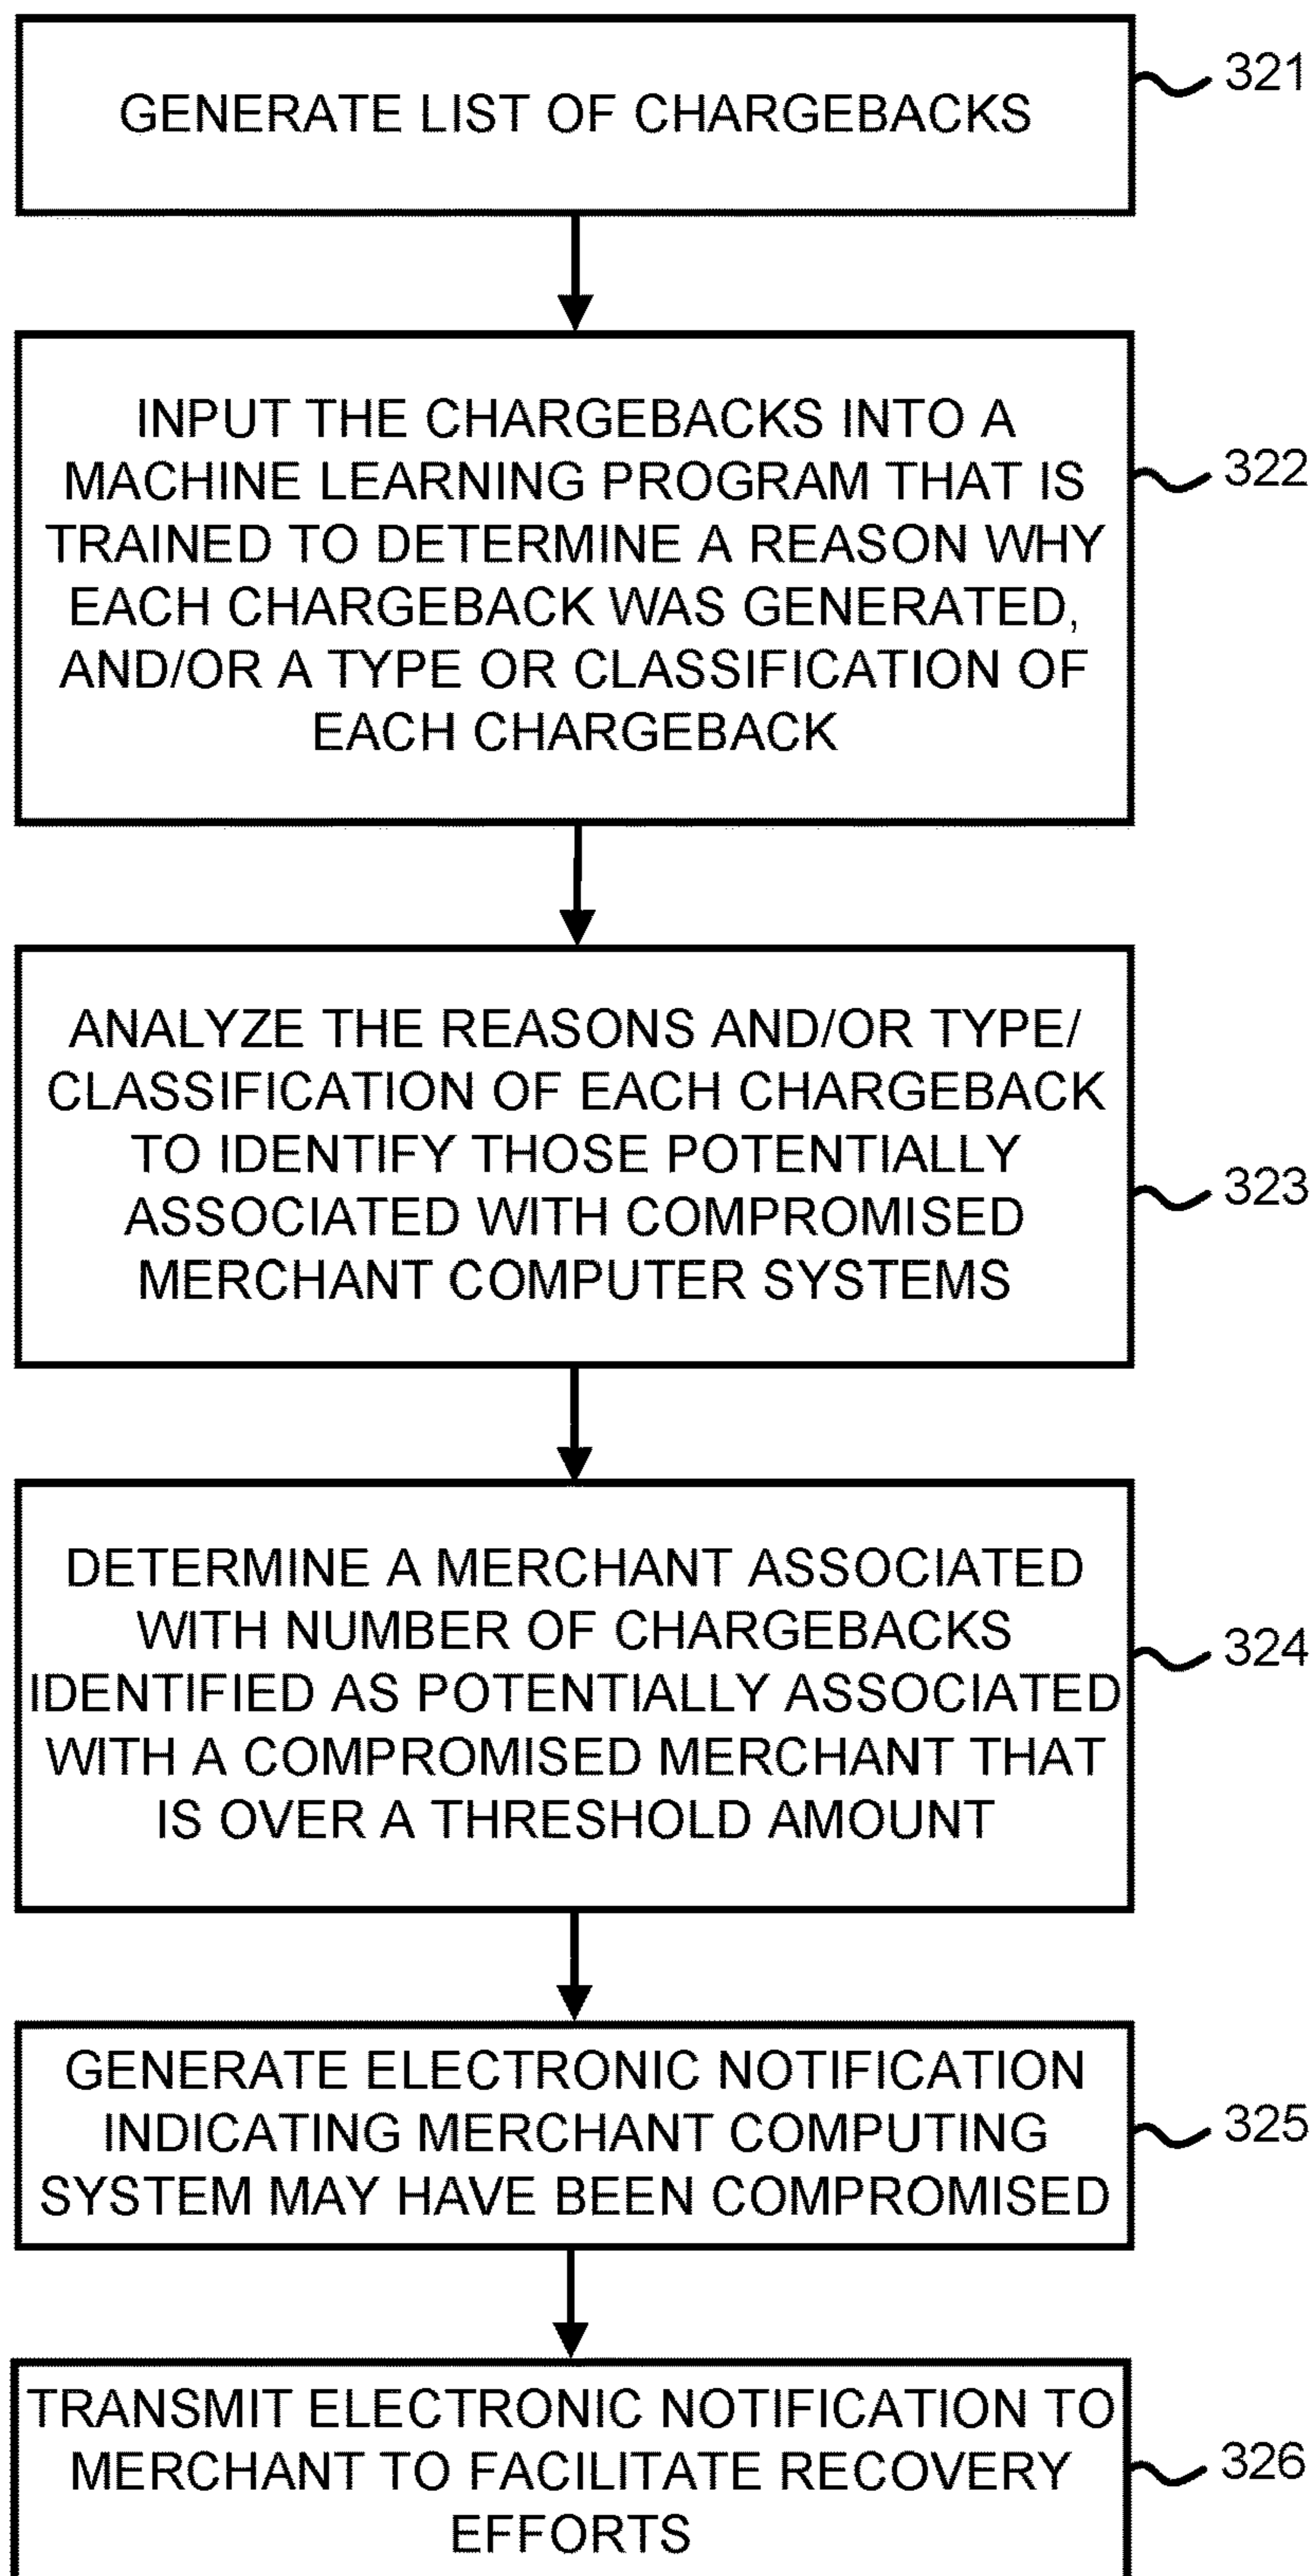 GENERATE LIST OF CHARGEBACKS
321
INPUT THE CHARGEBACKS INTO A
MACHINE LEARNING PROGRAM THAT IS
TRAINED TO DETERMINE A REASON WHY
EACH CHARGEBACK WAS GENERATED,
AND/OR A TYPE OR CLASSIFICATION OF
EACH CHARGEBACK
322
ANALYZE THE REASONS AND/OR TYPE/
CLASSIFICATION OF EACH CHARGEBACK
TO IDENTIFY THOSE POTENTIALLY
ASSOCIATED WITH COMPROMISED
MERCHANT COMPUTER SYSTEMS
323
DETERMINE A MERCHANT ASSOCIATED
WITH NUMBER OF CHARGEBACKS
IDENTIFIED AS POTENTIALLY ASSOCIATED
WITH A COMPROMISED MERCHANT THAT
IS OVER A THRESHOLD AMOUNT
324
GENERATE ELECTRONIC NOTIFICATION
INDICATING MERCHANT COMPUTING
SYSTEM MAY HAVE BEEN COMPROMISED
325
TRANSMIT ELECTRONIC NOTIFICATION TO
MERCHANT TO FACILITATE RECOVERY
EFFORTS
326